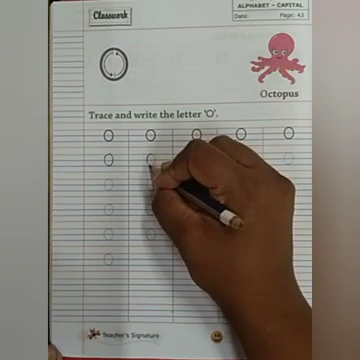 Classwork
ALPHABET – CAPITAL
Date: Page: 43
O
Octopus
Trace and write the letter 'O'.
O O O O O
O O O
O
O
O O
O
Teacher's Signature